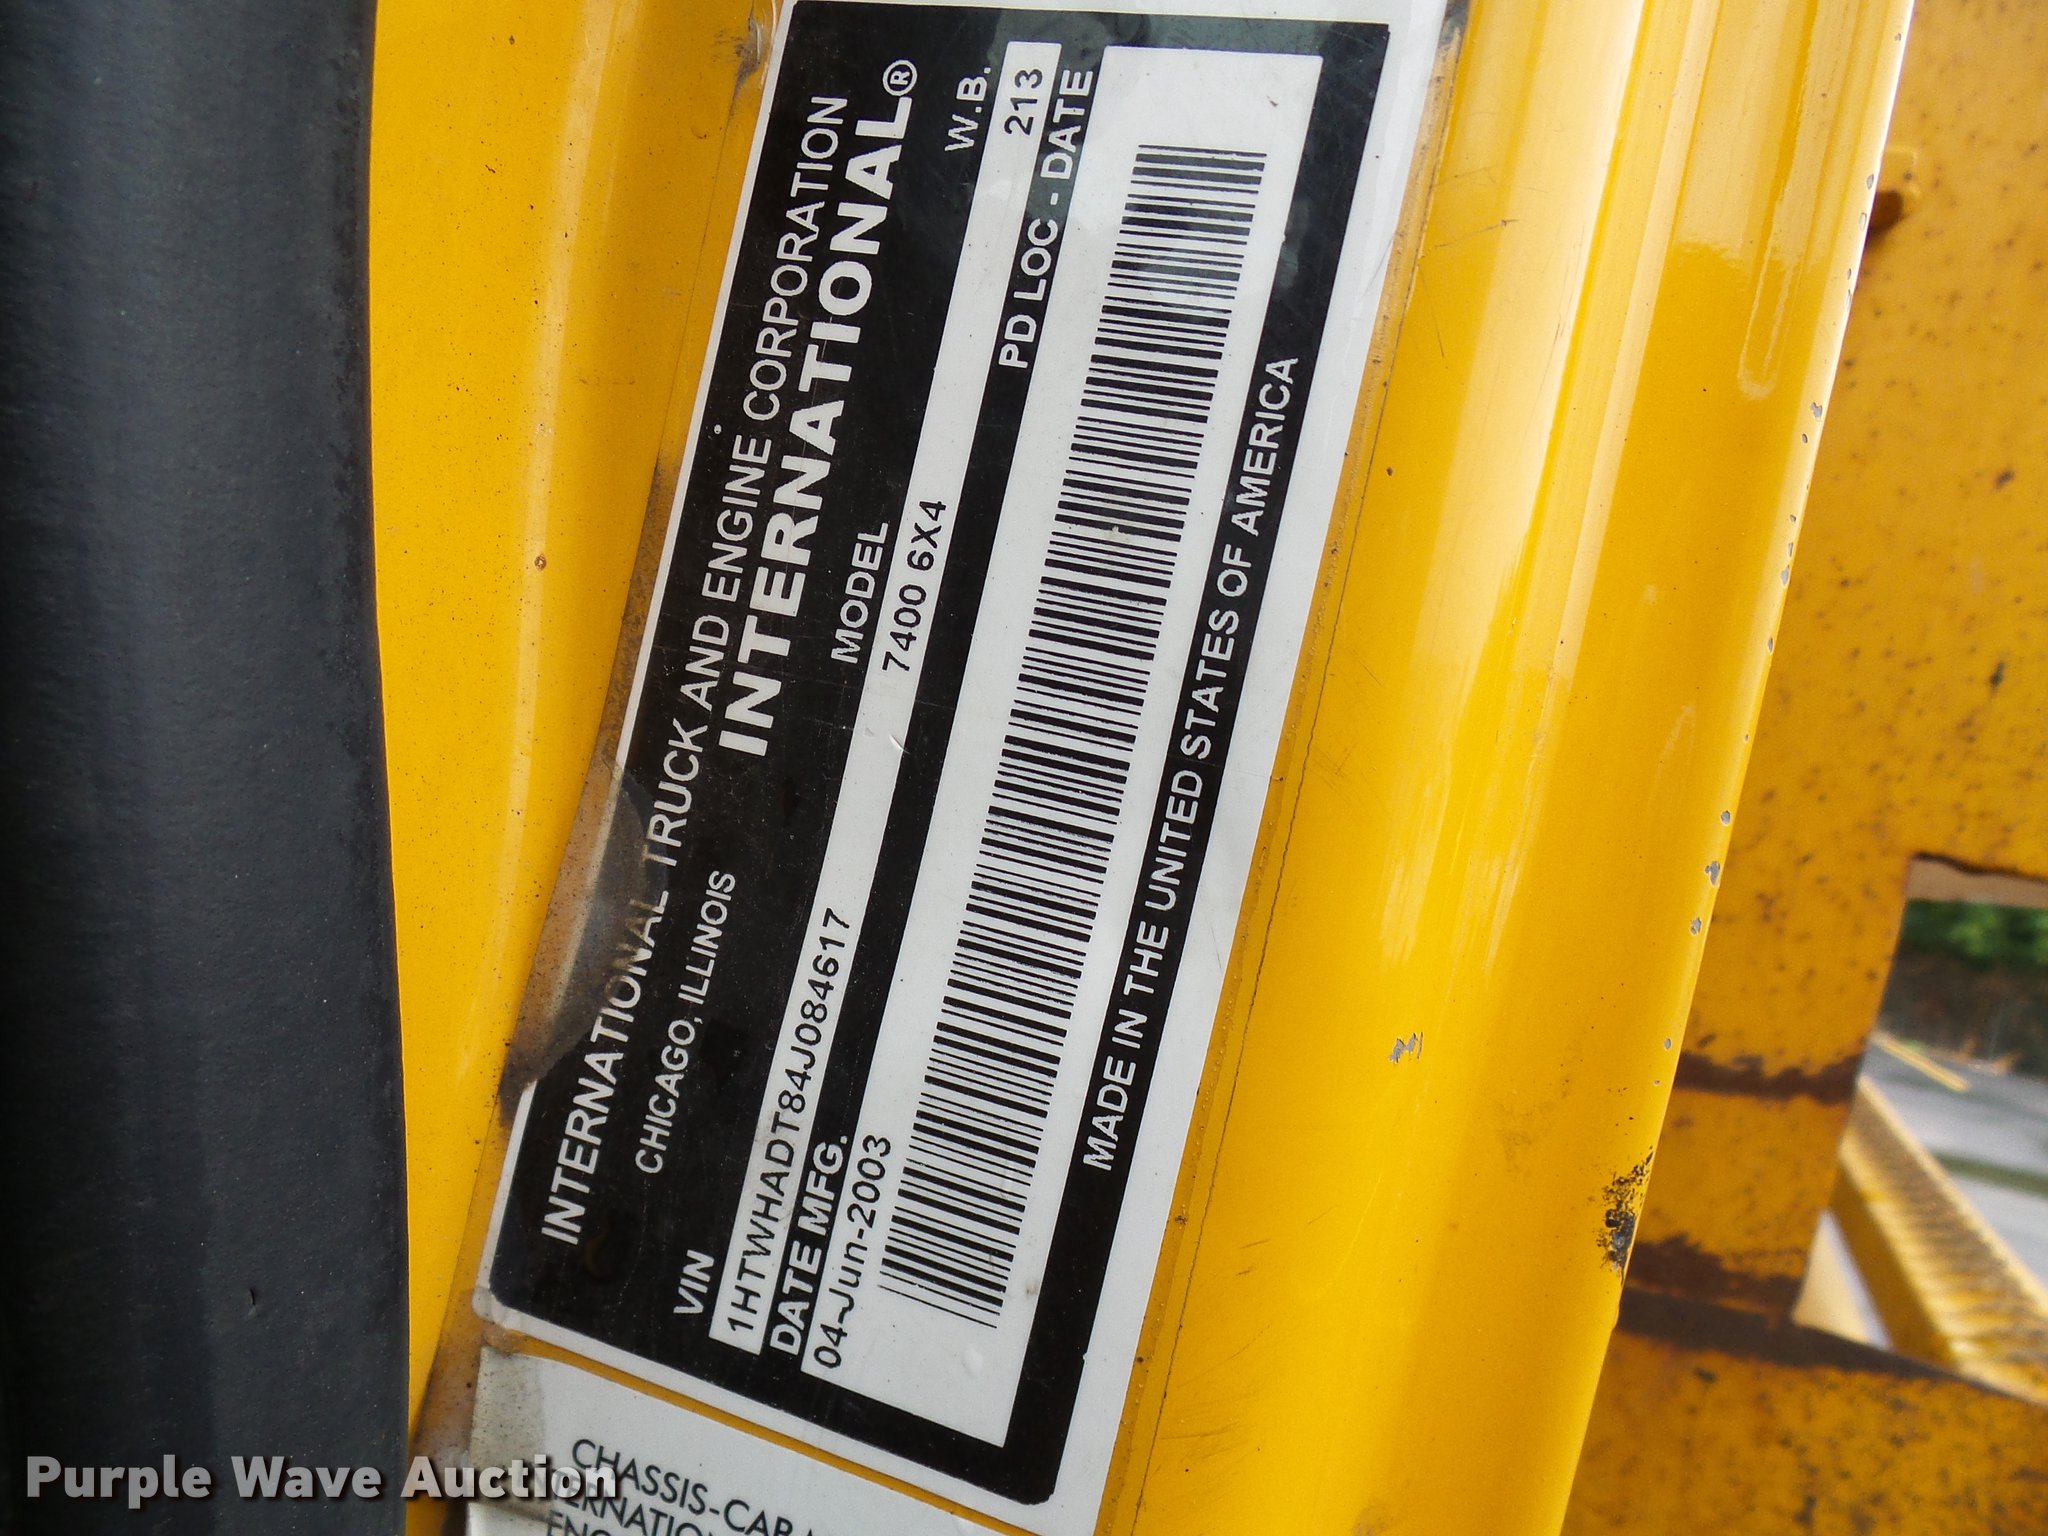 INTERNATIONAL TRUCK AND ENGINE CORPORATION
CHICAGO, ILLINOIS INTERNATIONAL®
VIN MODEL W.B.
1HTWHADT84J084617 7400 6X4 213
DATE MFG. PD LOC - DATE
04-Jun-2003
MADE IN THE UNITED STATES OF AMERICA
CHASSIS-CAB
Purple Wave Auction